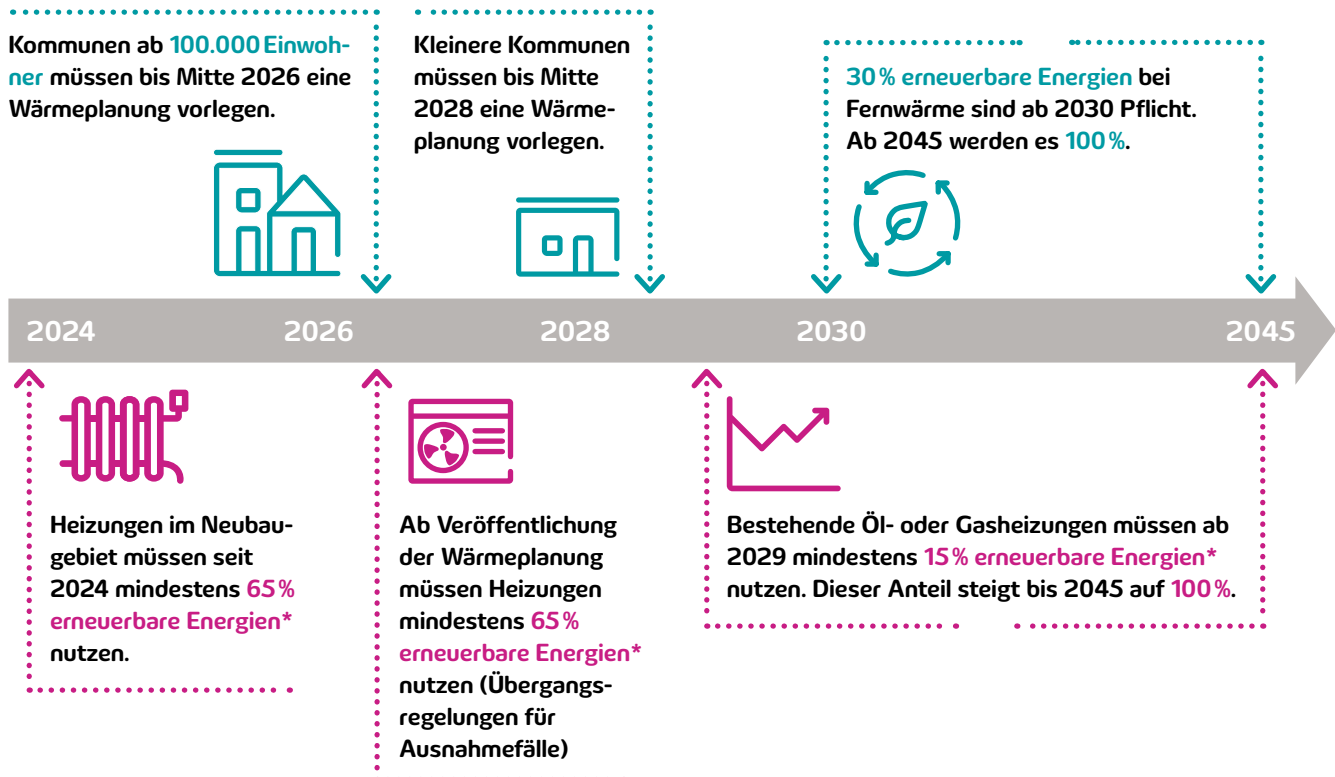 Kommunen ab 100.000 Einwoh-
ner müssen bis Mitte 2026 eine
Wärmeplanung vorlegen.
Kleinere Kommunen
müssen bis Mitte
2028 eine Wärme-
planung vorlegen.
30 % erneuerbare Energien bei
Fernwärme sind ab 2030 Pflicht.
Ab 2045 werden es 100 %.
2024 2026 2028 2030 2045
Heizungen im Neubau-
gebiet müssen seit
2024 mindestens 65 %
erneuerbare Energien*
nutzen.
Ab Veröffentlichung
der Wärmeplanung
müssen Heizungen
mindestens 65 %
erneuerbare Energien*
nutzen (Übergangs-
regelungen für
Ausnahmefälle)
Bestehende Öl- oder Gasheizungen müssen ab
2029 mindestens 15 % erneuerbare Energien*
nutzen. Dieser Anteil steigt bis 2045 auf 100 %.